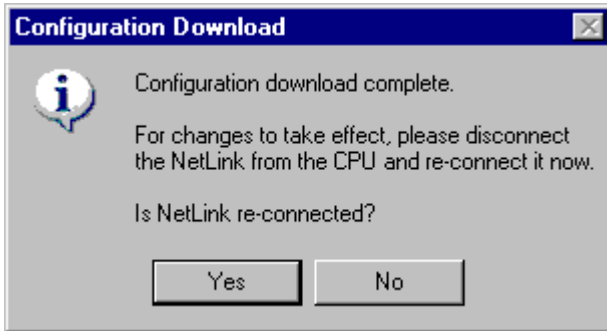 Configuration Download
Configuration download complete.
For changes to take effect, please disconnect
the NetLink from the CPU and re-connect it now.
Is NetLink re-connected?
Yes
No